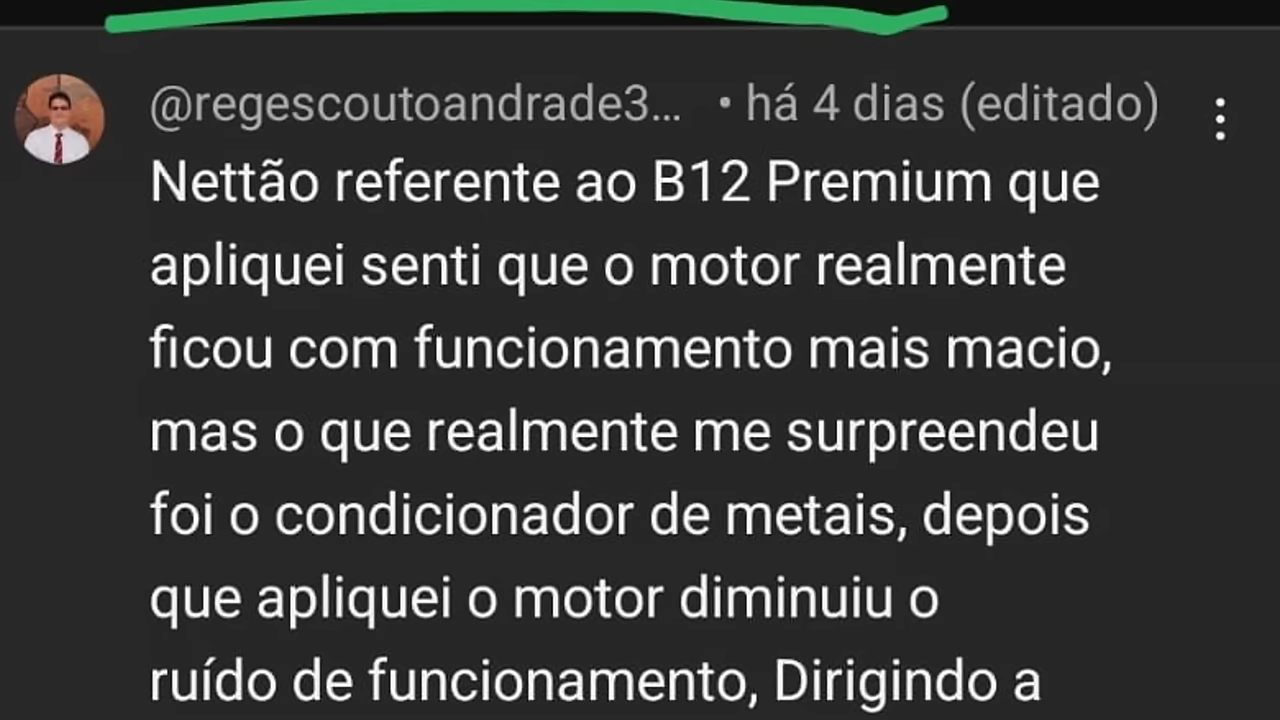 @regescoutoandrade3... • há 4 dias (editado)
Nettão referente ao B12 Premium que
apliquei senti que o motor realmente
ficou com funcionamento mais macio,
mas o que realmente me surpreendeu
foi o condicionador de metais, depois
que apliquei o motor diminuiu o
ruído de funcionamento, Dirigindo a